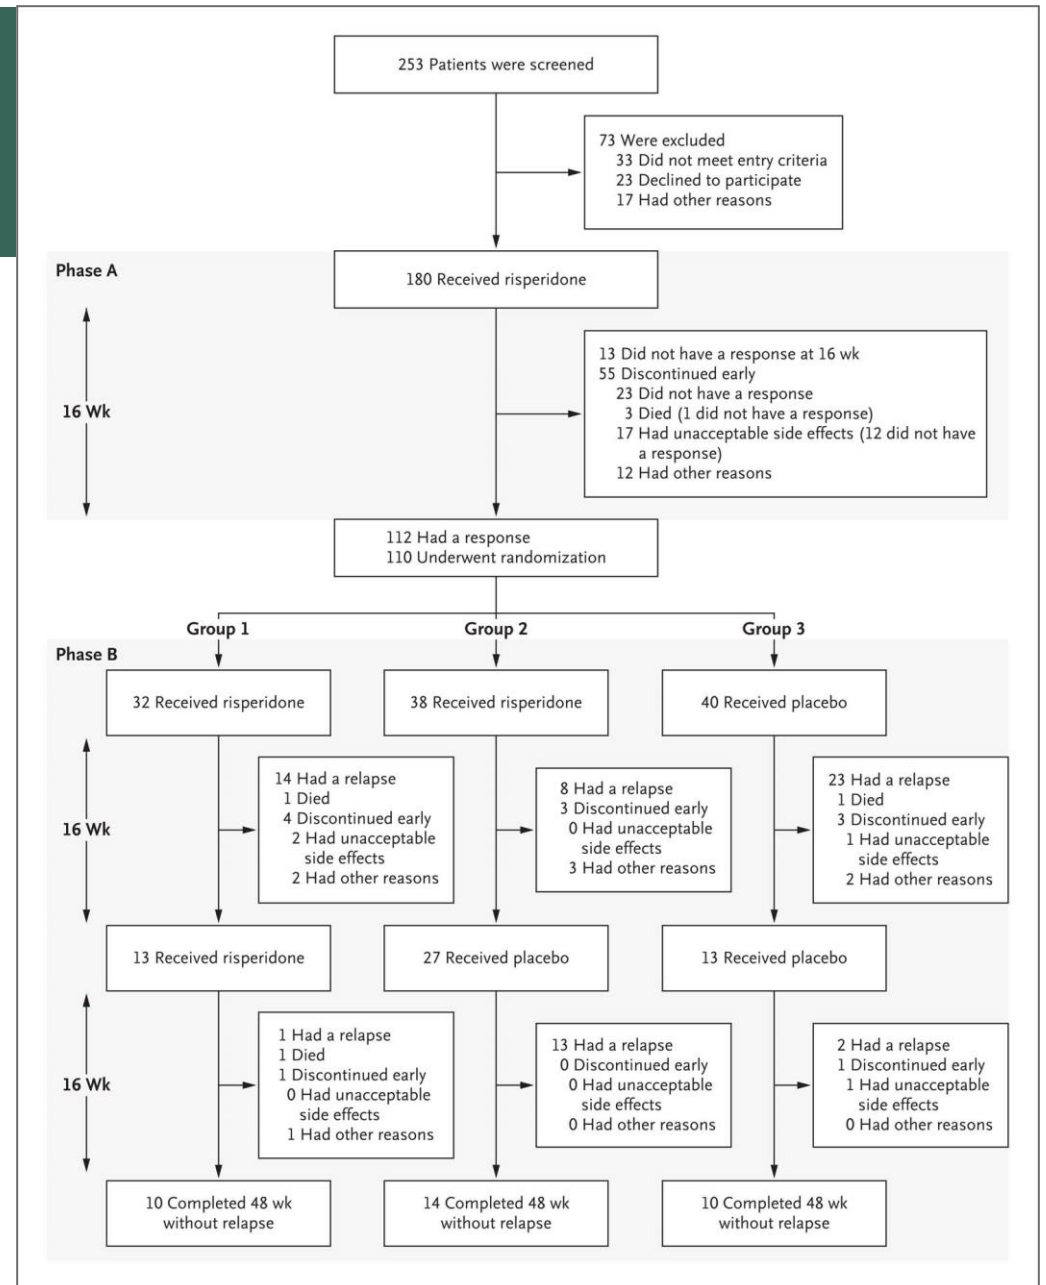 253 Patients were screened
73 Were excluded
33 Did not meet entry criteria
23 Declined to participate
17 Had other reasons
Phase A
180 Received risperidone
16 Wk
13 Did not have a response at 16 wk
55 Discontinued early
23 Did not have a response
3 Died (1 did not have a response)
17 Had unacceptable side effects (12 did not have
a response)
12 Had other reasons
112 Had a response
110 Underwent randomization
Group 1
Group 2
Group 3
Phase B
32 Received risperidone
38 Received risperidone
40 Received placebo
16 Wk
14 Had a relapse
1 Died
4 Discontinued early
2 Had unacceptable
side effects
2 Had other reasons
8 Had a relapse
3 Discontinued early
0 Had unacceptable
side effects
3 Had other reasons
23 Had a relapse
1 Died
3 Discontinued early
1 Had unacceptable
side effects
2 Had other reasons
13 Received risperidone
27 Received placebo
13 Received placebo
16 Wk
1 Had a relapse
1 Died
1 Discontinued early
0 Had unacceptable
side effects
1 Had other reasons
13 Had a relapse
0 Discontinued early
0 Had unacceptable
side effects
0 Had other reasons
2 Had a relapse
1 Discontinued early
1 Had unacceptable
side effects
0 Had other reasons
10 Completed 48 wk
without relapse
14 Completed 48 wk
without relapse
10 Completed 48 wk
without relapse